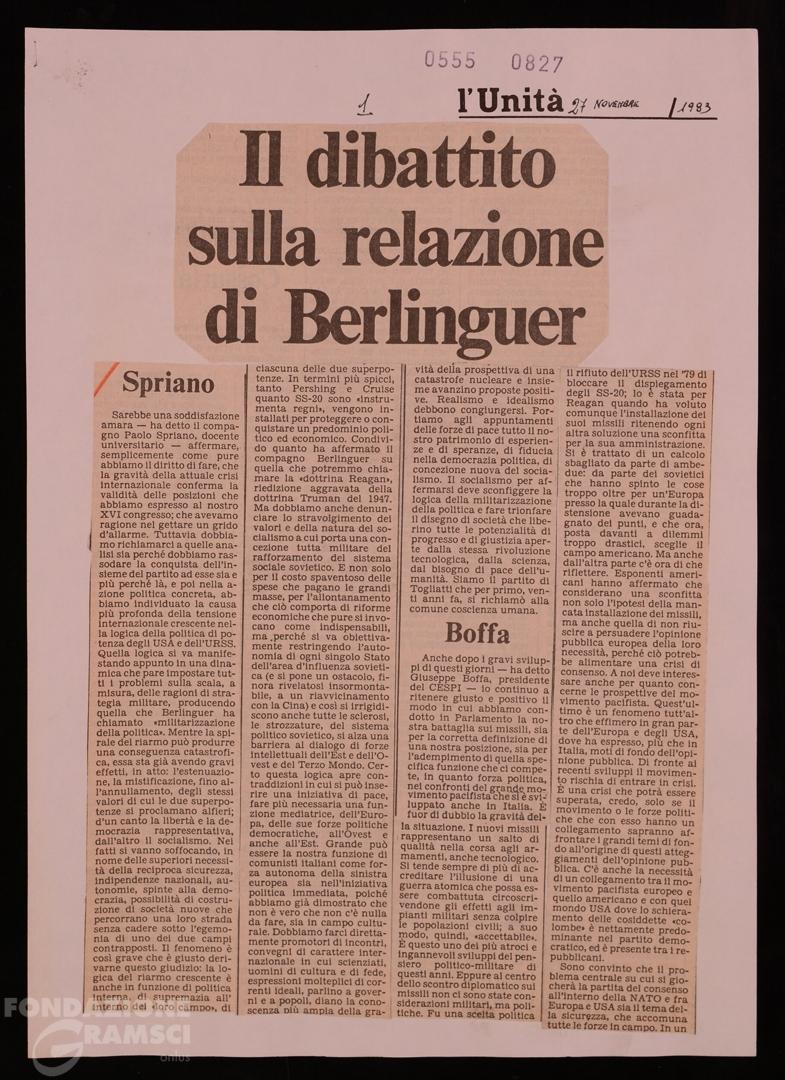 0555 0827
1
l'Unità 27 NOVEMBRE / 1983
Il dibattito
sulla relazione
di Berlinguer
Spriano
Sarebbe una soddisfazione
amara — ha detto il compa-
gno Paolo Spriano, docente
universitario — affermare,
semplicemente come pure
abbiamo il diritto di fare, che
la gravità della attuale crisi
internazionale conferma la
validità delle posizioni che
abbiamo espresso al nostro
XVI congresso; che avevamo
ragione nel gettare un grido
d'allarme. Tuttavia dobbia-
mo richiamarci a quelle ana-
lisi sia perché dobbiamo ras-
sodare la conquista dell'in-
sieme del partito ad esse sia e
più perché là, e poi nella a-
zione politica concreta, ab-
biamo individuato la causa
più profonda della tensione
internazionale crescente nel-
la logica della politica di po-
tenza degli USA e dell'URSS.
Quella logica si va manife-
stando appunto in una dina-
mica che pare impostare tut-
ti i problemi sulla scala, a
misura, delle ragioni di stra-
tegia militare, producendo
quella che Berlinguer ha
chiamato «militarizzazione
della politica». Mentre la spi-
rale del riarmo può produrre
una conseguenza catastrofi-
ca, essa sta già avendo gravi
effetti, in atto: l'estenuazio-
ne, la mistificazione, fino al-
l'annullamento, degli stessi
valori di cui le due superpo-
tenze si proclamano alfieri;
d'un canto la libertà e la de-
mocrazia rappresentativa,
dall'altro il socialismo. Nei
fatti si vanno soffocando, in
nome delle superiori necessi-
tà della reciproca sicurezza,
indipendenze nazionali, au-
tonomie, spinte alla demo-
crazia, possibilità di costru-
zione di società nuove che
percorrano una loro strada
senza cadere sotto l'egemo-
nia di uno dei due campi
contrapposti. Il fenomeno è
così grave che è giusto deri-
varne questo giudizio: la lo-
gica del riarmo crescente è
anche in funzione di politica
interna, di supremazia all'
interno del «loro campo», di
ciascuna delle due superpo-
tenze. In termini più spicci,
tanto Pershing e Cruise
quanto SS-20 sono «instru-
menta regni», vengono in-
stallati per proteggere o con-
quistare un predominio poli-
tico ed economico. Condivi-
do quanto ha affermato il
compagno Berlinguer su
quella che potremmo chia-
mare la «dottrina Reagan»,
riedizione aggravata della
dottrina Truman del 1947.
Ma dobbiamo anche denun-
ciare lo stravolgimento dei
valori e della natura del so-
cialismo a cui porta una con-
cezione tutta militare del
rafforzamento del sistema
sociale sovietico. E non solo
per il costo spaventoso delle
spese che pagano le grandi
masse, per l'allontanamento
che ciò comporta di riforme
economiche che pure si invo-
cano come indispensabili,
ma perché si va obiettiva-
mente restringendo l'auto-
nomia di ogni singolo Stato
dell'area d'influenza sovieti-
ca (e si pone un ostacolo, fi-
nora rivelatosi insormonta-
bile, a un riavvicinamento
con la Cina) e così si irrigidi-
scono anche tutte le sclerosi,
le strozzature, del sistema
politico sovietico, si alza una
barriera al dialogo di forze
intellettuali dell'Est e dell'O-
vest e del Terzo Mondo. Cer-
to questa logica apre con-
traddizioni in cui si può inse-
rire una iniziativa di pace,
fare più necessaria una fun-
zione mediatrice, dell'Euro-
pa, delle sue forze politiche
democratiche, all'Ovest e
anche all'Est. Grande può
essere la nostra funzione di
comunisti italiani come for-
za autonoma della sinistra
europea sia nell'iniziativa
politica immediata, poiché
abbiamo già dimostrato che
non è vero che non c'è nulla
da fare, sia in campo cultu-
rale. Dobbiamo farci diretta-
mente promotori di incontri,
convegni di carattere inter-
nazionale in cui scienziati,
uomini di cultura e di fede,
espressioni molteplici di cor-
renti ideali, parlino a gover-
ni e a popoli, diano la cono-
scenza più ampia della gra-
vità della prospettiva di una
catastrofe nucleare e insie-
me avanzino proposte positi-
ve. Realismo e idealismo
debbono congiungersi. Por-
tiamo agli appuntamenti
delle forze di pace tutto il no-
stro patrimonio di esperien-
ze e di speranze, di fiducia
nella democrazia politica, di
concezione nuova del socia-
lismo. Il socialismo per af-
fermarsi deve sconfiggere la
logica della militarizzazione
della politica e fare trionfare
il disegno di società che libe-
rino tutte le potenzialità di
progresso e di giustizia aper-
te dalla stessa rivoluzione
tecnologica, dalla scienza,
dal bisogno di pace dell'u-
manità. Siamo il partito di
Togliatti che per primo, ven-
ti anni fa, si richiamò alla
comune coscienza umana.
Boffa
Anche dopo i gravi svilup-
pi di questi giorni — ha detto
Giuseppe Boffa, presidente
del CESPI — io continuo a
ritenere giusto e positivo il
modo in cui abbiamo con-
dotto in Parlamento la no-
stra battaglia sui missili, sia
per la corretta definizione di
una nostra posizione, sia per
l'adempimento di quella spe-
cifica funzione che ci compe-
te, in quanto forza politica,
nei confronti del grande mo-
vimento pacifista che si è svi-
luppato anche in Italia. È
fuor di dubbio la gravità del-
la situazione. I nuovi missili
rappresentano un salto di
qualità nella corsa agli ar-
mamenti, anche tecnologico.
Si tende sempre di più di ac-
creditare l'illusione di una
guerra atomica che possa es-
sere combattuta circoscri-
vendone gli effetti agli im-
pianti militari senza colpire
le popolazioni civili; a suo
modo, quindi, «accettabile».
È questo uno dei più atroci e
ingannevoli sviluppi del pen-
siero politico-militare di
questi anni. Eppure al centro
dello scontro diplomatico sui
missili non ci sono state con-
siderazioni militari, ma poli-
tiche. Fu una scelta politica
il rifiuto dell'URSS nel '79 di
bloccare il dispiegamento
degli SS-20; lo è stata per
Reagan quando ha voluto
comunque l'installazione dei
suoi missili ritenendo ogni
altra soluzione una sconfitta
per la sua amministrazione.
Si è trattato di un calcolo
sbagliato da parte di ambe-
due: da parte dei sovietici
che hanno spinto le cose
troppo oltre per un'Europa
presso la quale durante la di-
stensione avevano guada-
gnato dei punti, e che ora,
posta davanti a dilemmi
troppo drastici, sceglie il
campo americano. Ma anche
dall'altra parte c'è ora di che
riflettere. Esponenti ameri-
cani hanno affermato che
considerano una sconfitta
non solo l'ipotesi della man-
cata installazione dei missili,
ma anche quella di non riu-
scire a persuadere l'opinione
pubblica europea della loro
necessità, perché ciò potreb-
be alimentare una crisi di
consenso. A noi deve interes-
sare anche per quanto con-
cerne le prospettive del mo-
vimento pacifista. Quest'ul-
timo è un fenomeno tutt'al-
tro che effimero in gran par-
te dell'Europa e degli USA,
dove ha espresso, più che in
Italia, moti di fondo dell'opi-
nione pubblica. Di fronte ai
recenti sviluppi il movimen-
to rischia di entrare in crisi.
È una crisi che potrà essere
superata, credo, solo se il
movimento o le forze politi-
che che con esso hanno un
collegamento sapranno af-
frontare i grandi temi di fon-
do all'origine di questi atteg-
giamenti dell'opinione pub-
blica. C'è anche la necessità
di un collegamento tra il mo-
vimento pacifista europeo e
quello americano e con quel
mondo USA dove lo schiera-
mento delle cosiddette «co-
lombe» è nettamente predo-
minante nel partito demo-
cratico, ed è presente tra i re-
pubblicani.
Sono convinto che il pro-
blema centrale su cui si gio-
cherà la partita del consenso
all'interno della NATO e fra
Europa e USA sia il tema del-
la sicurezza, che accomuna
tutte le forze in campo. In un
FONDAZIONE
GRAMSCI
onlus